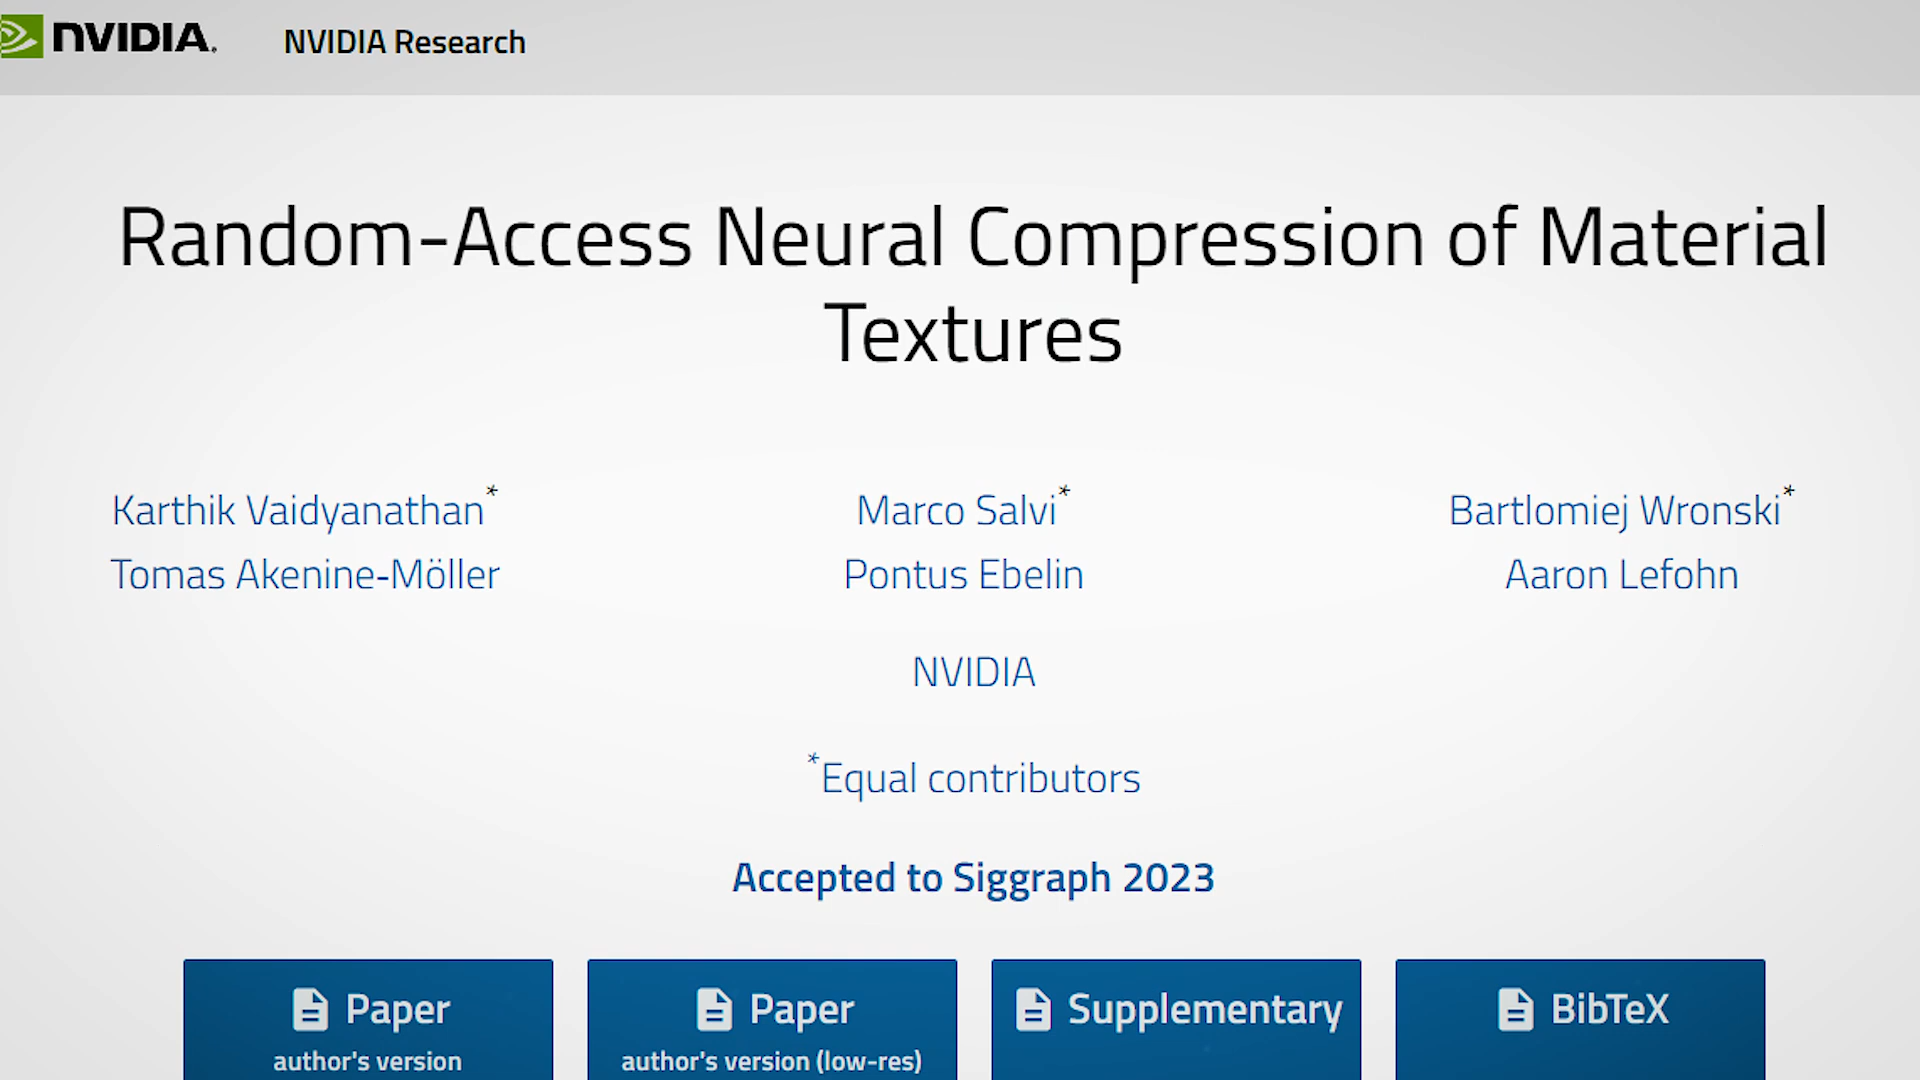 NVIDIA. NVIDIA Research
Random-Access Neural Compression of Material
Textures
Karthik Vaidyanathan* Marco Salvi* Bartlomiej Wronski*
Tomas Akenine-Möller Pontus Ebelin Aaron Lefohn
NVIDIA
*Equal contributors
Accepted to Siggraph 2023
Paper Paper Supplementary BibTeX
author's version author's version (low-res)